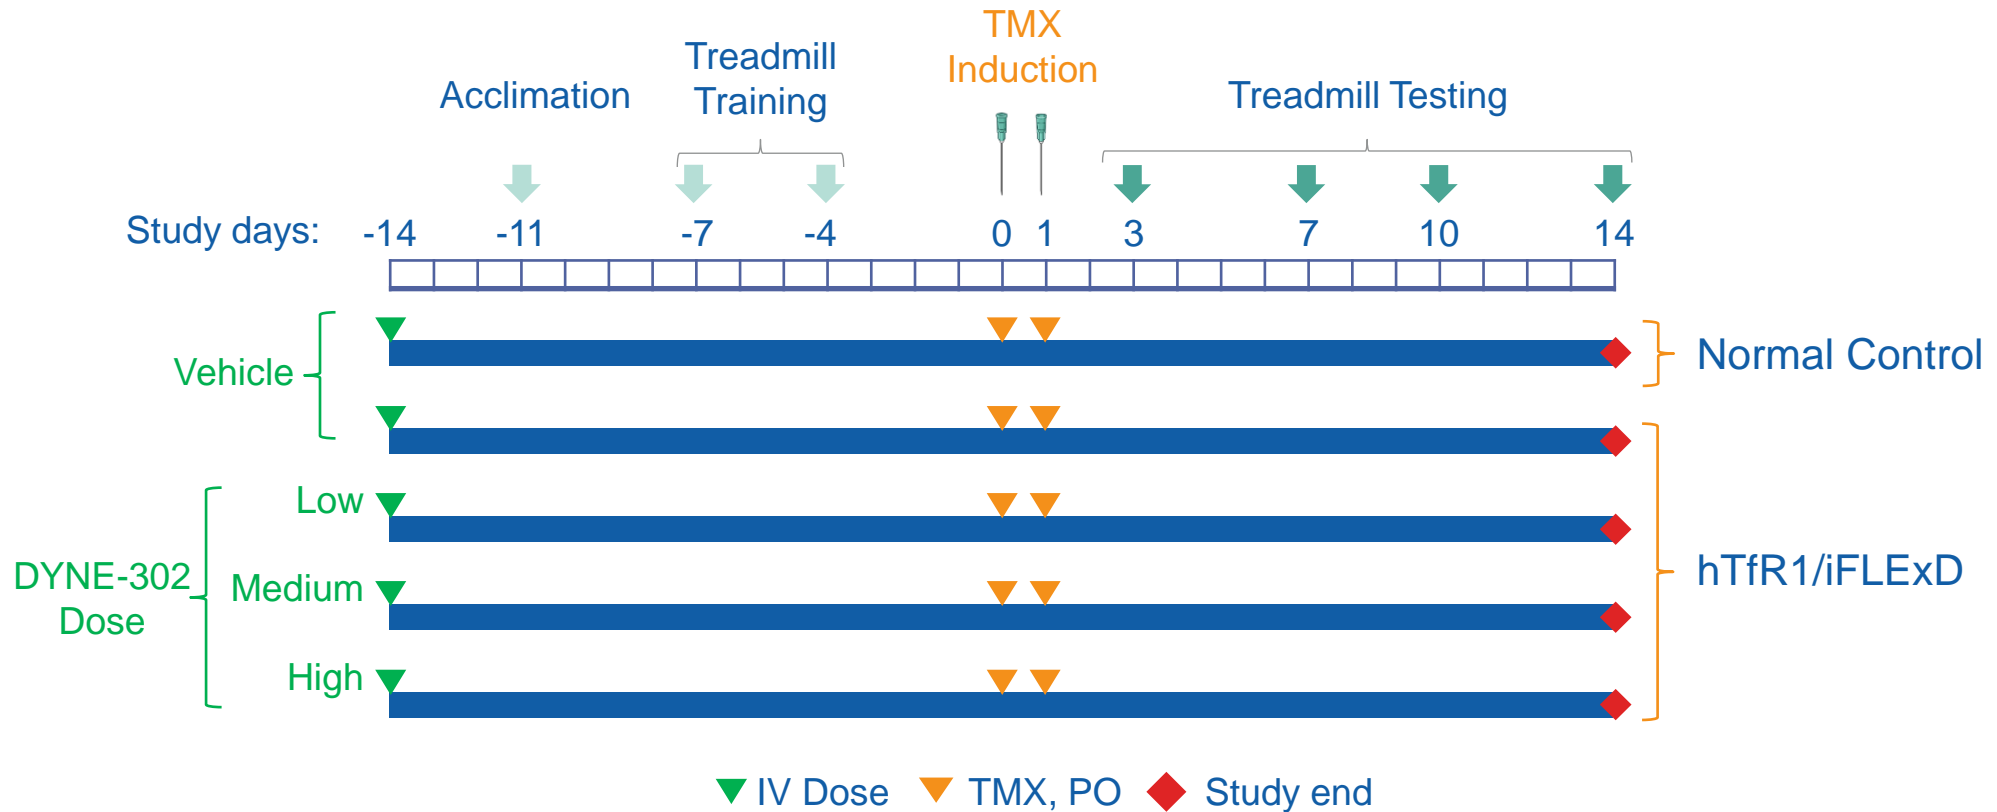 TMX
Induction
Treadmill
Training
Acclimation
Treadmill Testing
Study days: -14 -11 -7 -4 0 1 3 7 10 14
Vehicle
Normal Control
Low
DYNE-302
Dose
Medium
High
hTfR1/iFLExD
IV Dose TMX, PO Study end